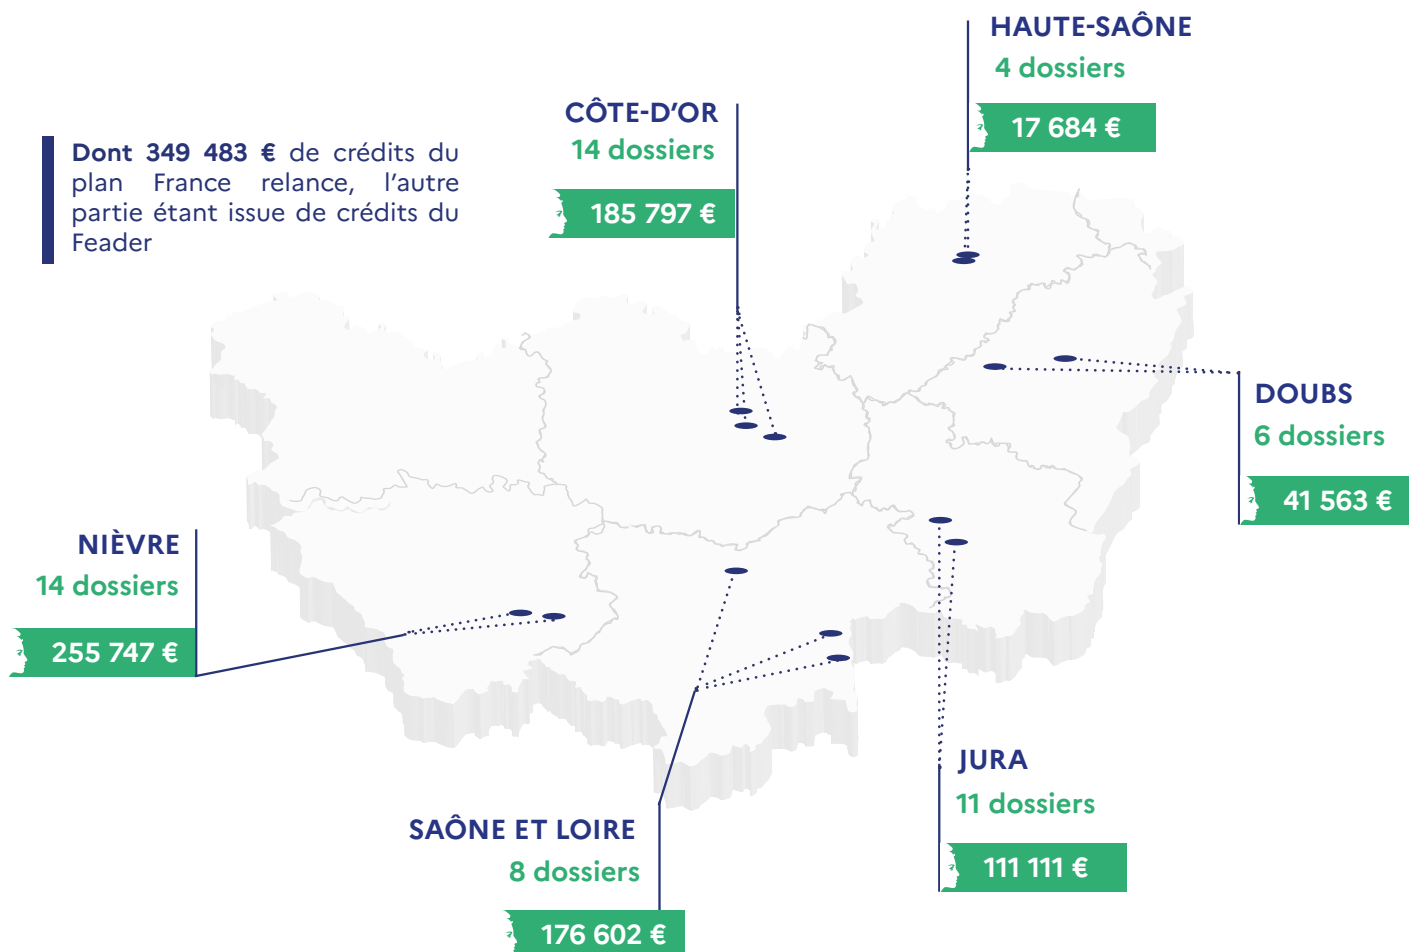 HAUTE-SAÔNE
4 dossiers
17 684 €
CÔTE-D’OR
14 dossiers
185 797 €
Dont 349 483 € de crédits du
plan France relance, l’autre
partie étant issue de crédits du
Feader
DOUBS
6 dossiers
41 563 €
NIÈVRE
14 dossiers
255 747 €
JURA
11 dossiers
111 111 €
SAÔNE ET LOIRE
8 dossiers
176 602 €